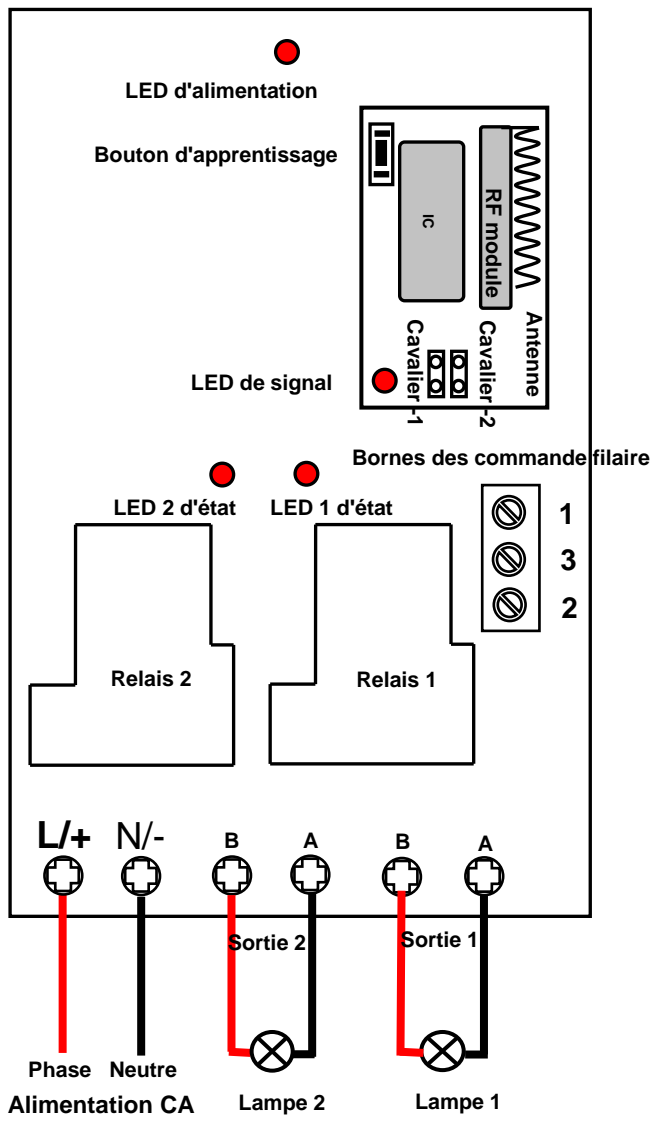 LED d'alimentation
Bouton d'apprentissage
IC
RF module
Antenne
Cavalier-1
Cavalier-2
LED de signal
Bornes des commande filaire
LED 2 d'état
LED 1 d'état
1
3
2
Relais 2
Relais 1
L/+
N/-
B
A
B
A
Sortie 2
Sortie 1
Phase
Neutre
Alimentation CA
Lampe 2
Lampe 1